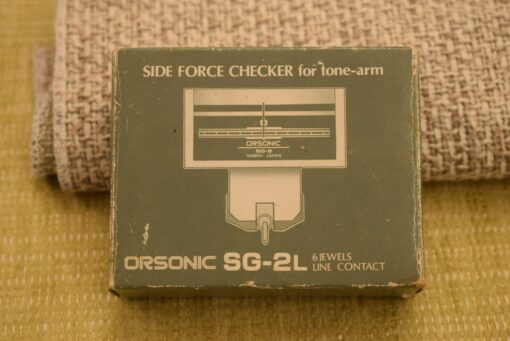 SIDE FORCE CHECKER for tone-arm
ORSONIC
SG-2
NAMIKI JAPAN
ORSONIC SG-2L 6 JEWELS
LINE CONTACT